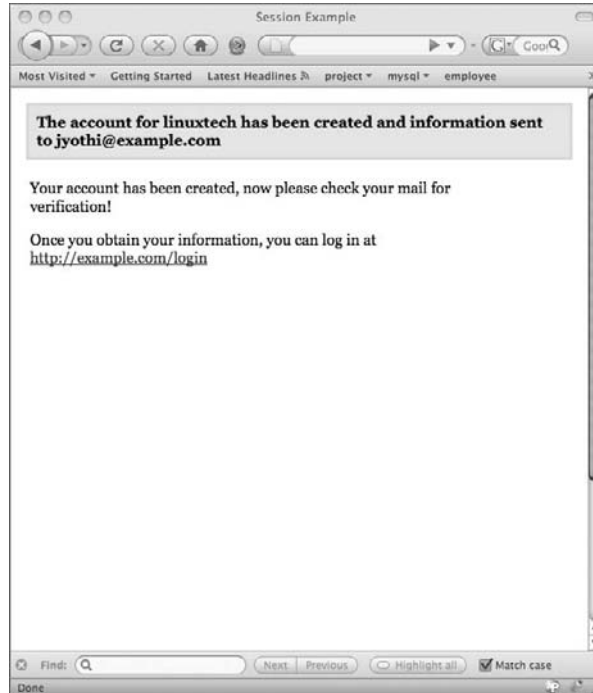 Session Example
Goo
Most Visited Getting Started Latest Headlines project mysql employee
The account for linuxtech has been created and information sent
to jyothi@example.com
Your account has been created, now please check your mail for
verification!
Once you obtain your information, you can log in at
http://example.com/login
Find: Next Previous Highlight all Match case
Done